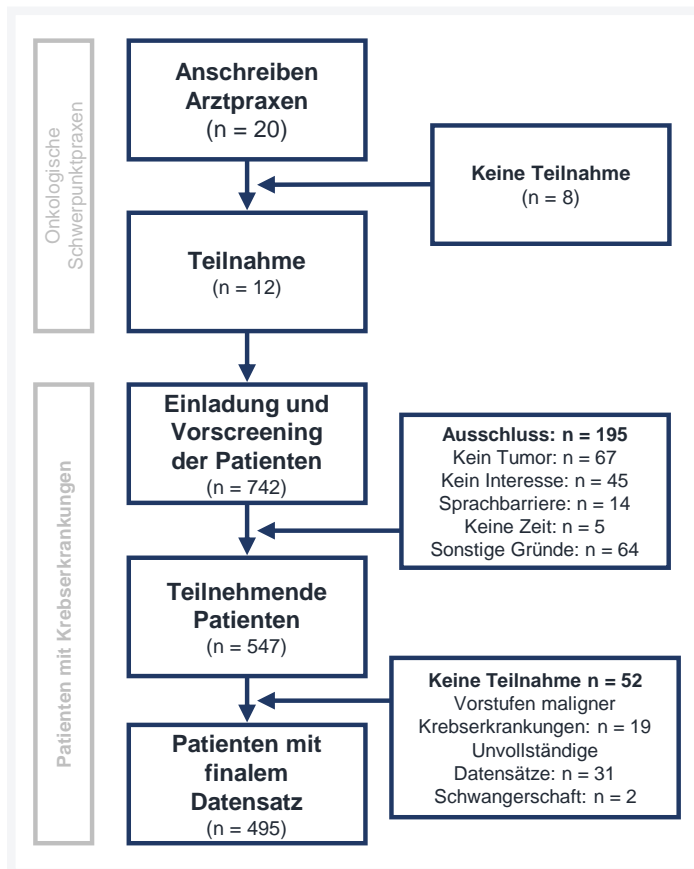 Onkologische
Schwerpunktpraxen
Anschreiben
Arztpraxen
(n = 20)
Keine Teilnahme
(n = 8)
Teilnahme
(n = 12)
Patienten mit Krebserkrankungen
Einladung und
Vorscreening
der Patienten
(n = 742)
Ausschluss: n = 195
Kein Tumor: n = 67
Kein Interesse: n = 45
Sprachbarriere: n = 14
Keine Zeit: n = 5
Sonstige Gründe: n = 64
Teilnehmende
Patienten
(n = 547)
Keine Teilnahme n = 52
Vorstufen maligner
Krebserkrankungen: n = 19
Unvollständige
Datensätze: n = 31
Schwangerschaft: n = 2
Patienten mit
finalem
Datensatz
(n = 495)